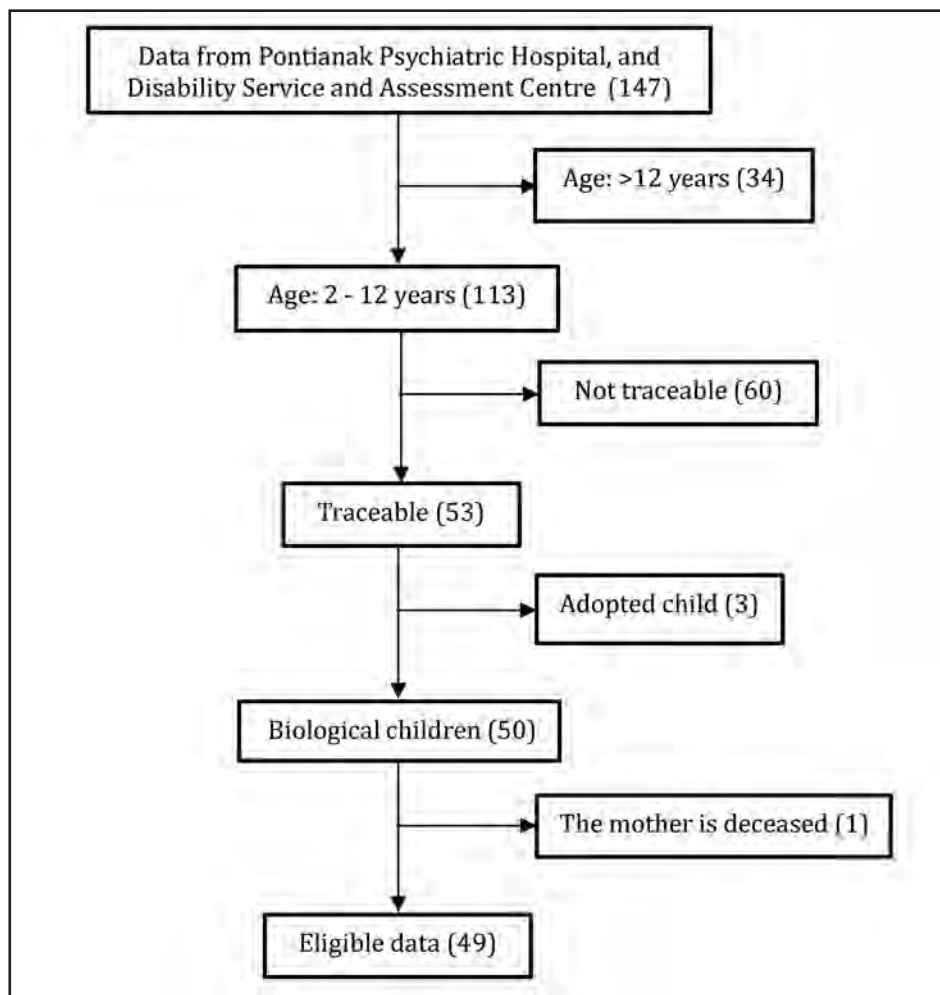 Data from Pontianak Psychiatric Hospital, and
Disability Service and Assessment Centre (147)
Age: >12 years (34)
Age: 2 - 12 years (113)
Not traceable (60)
Traceable (53)
Adopted child (3)
Biological children (50)
The mother is deceased (1)
Eligible data (49)